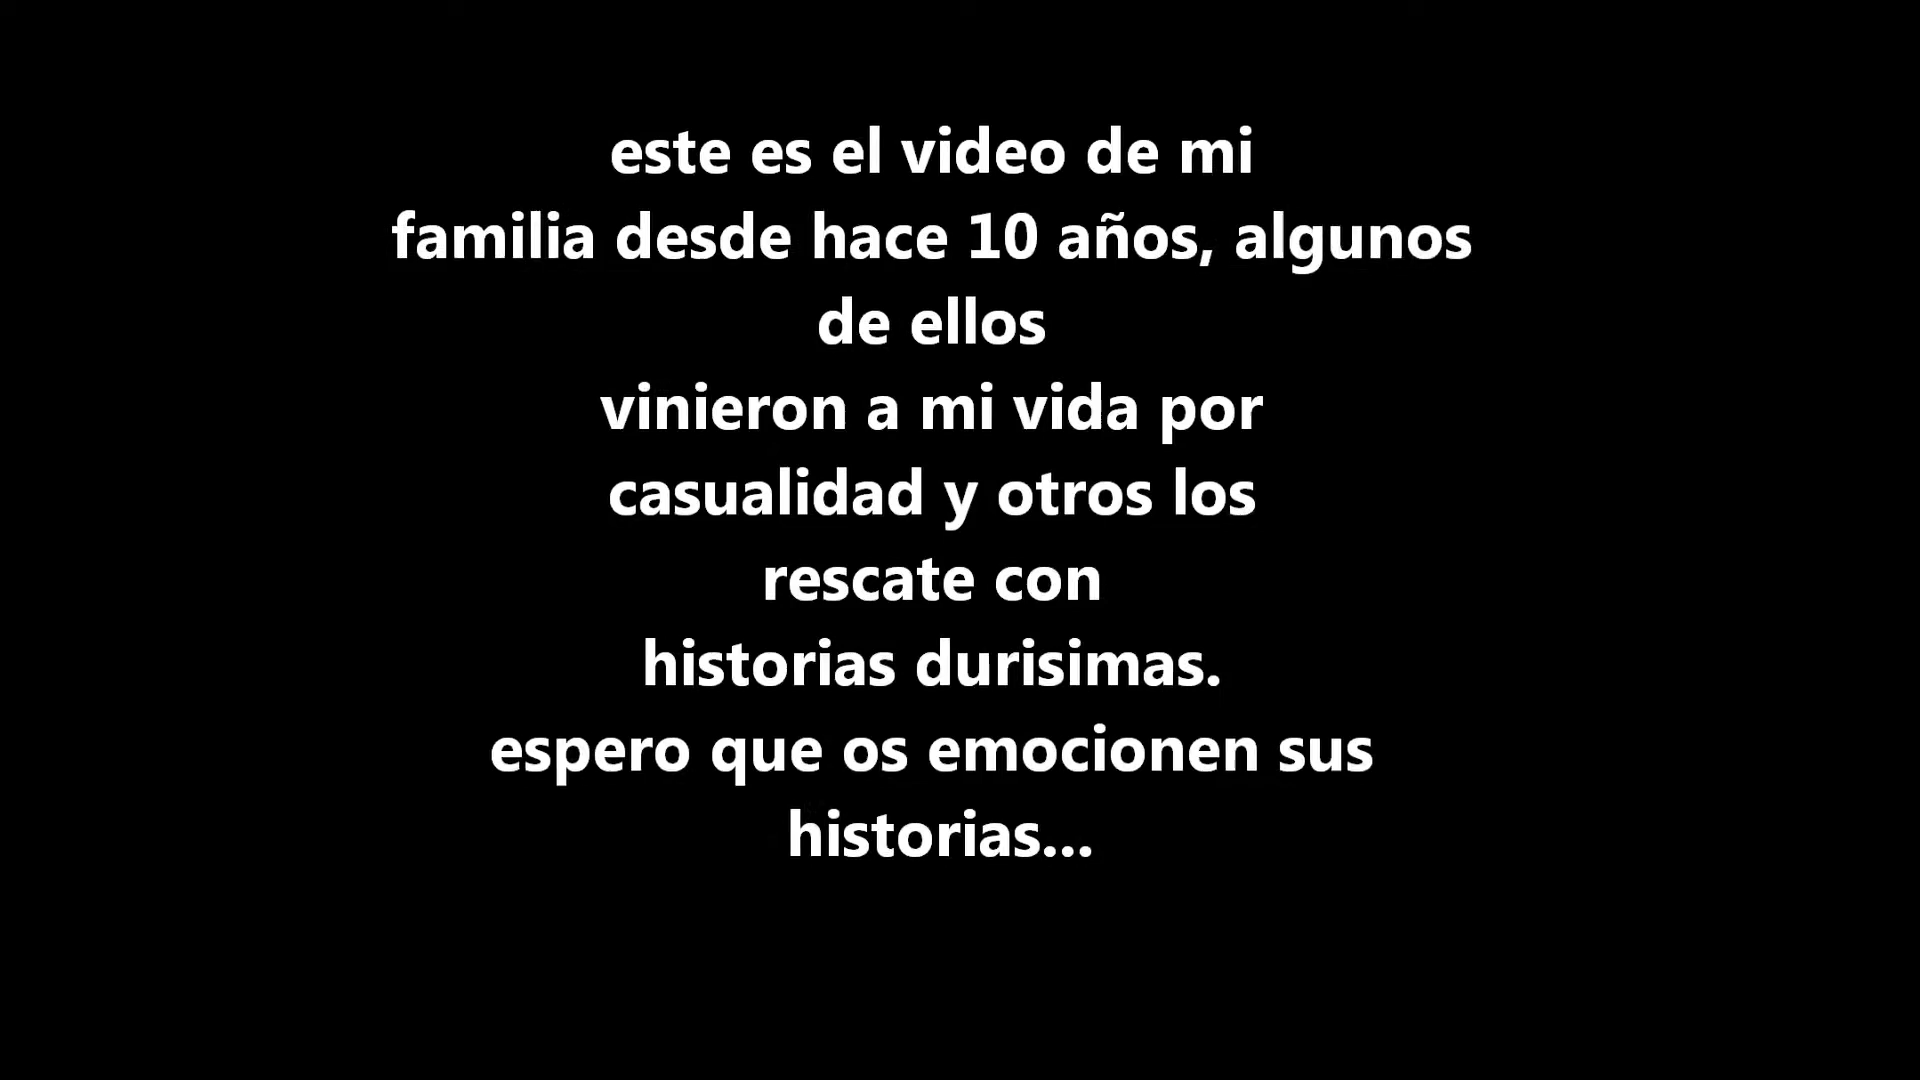 este es el video de mi
familia desde hace 10 años, algunos
de ellos
vinieron a mi vida por
casualidad y otros los
rescate con
historias durisimas.
espero que os emocionen sus
historias...